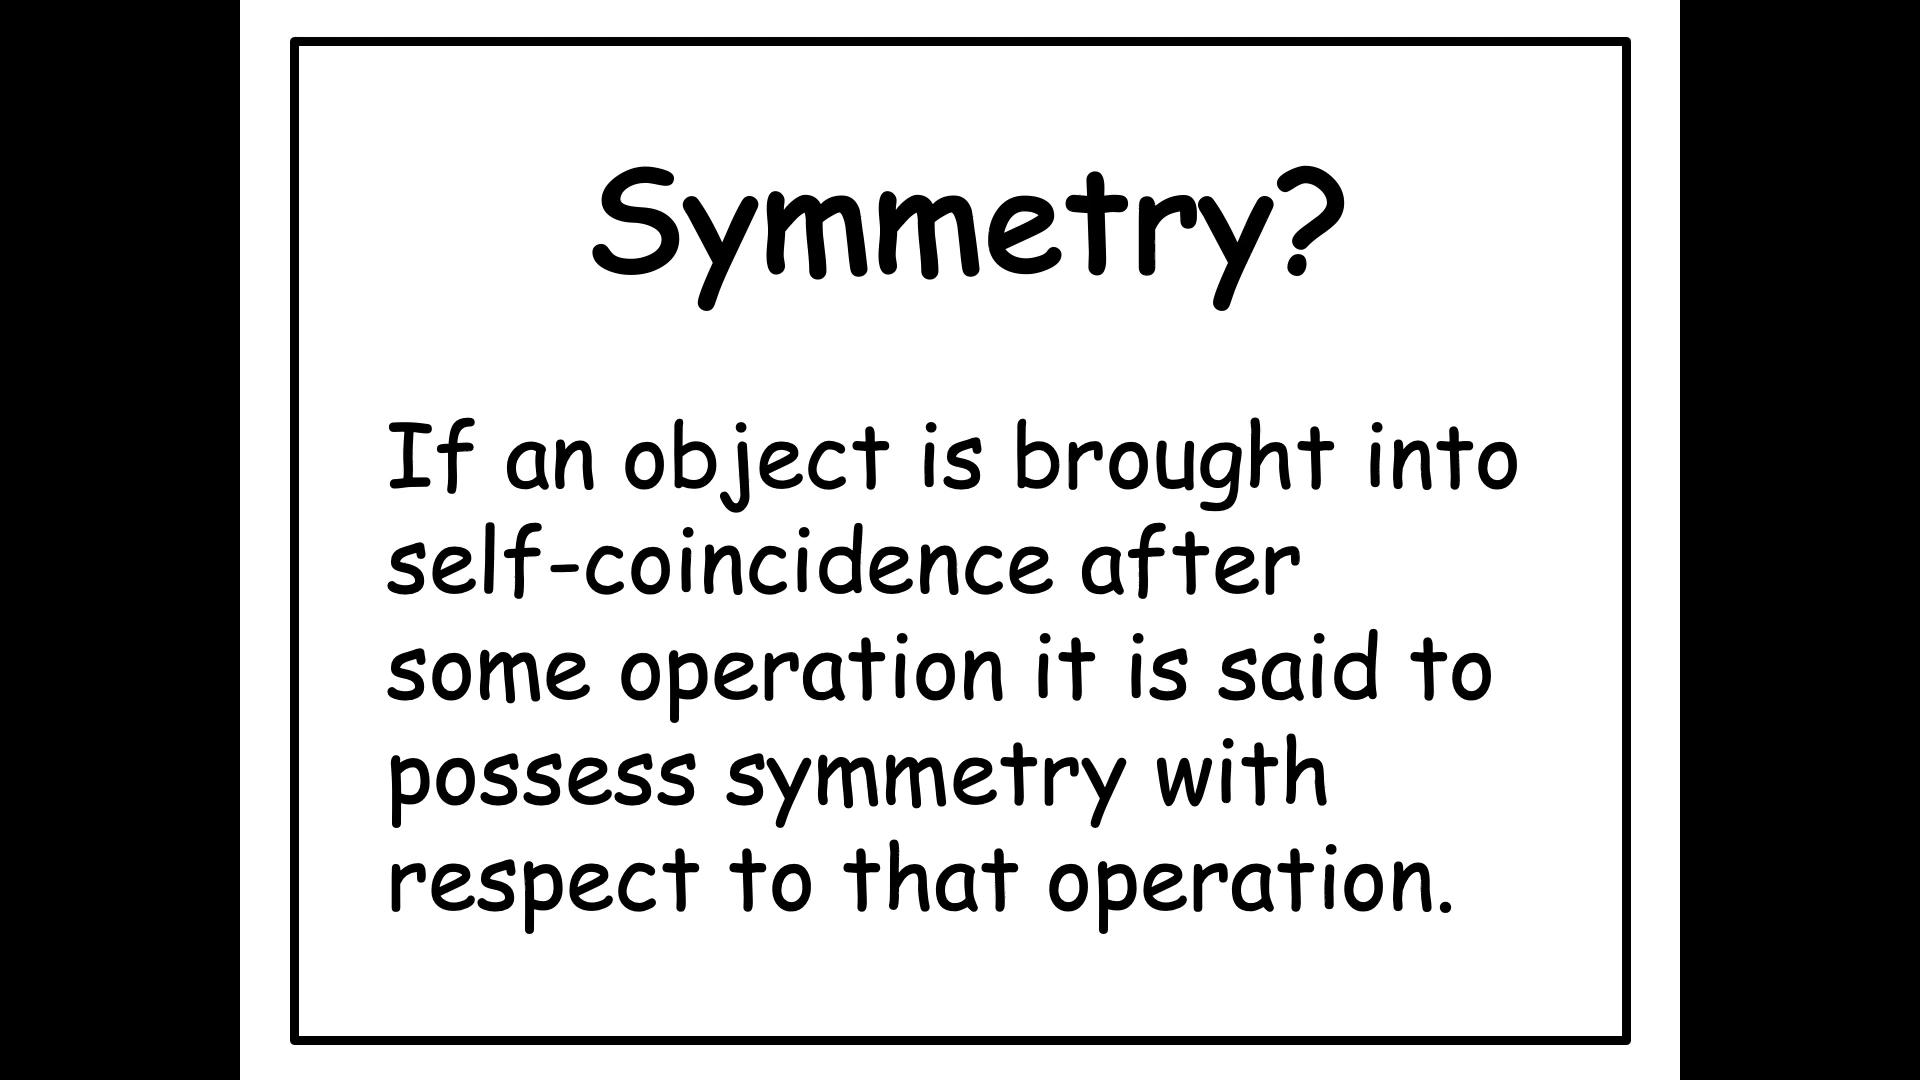 Symmetry?
If an object is brought into
self-coincidence after
some operation it is said to
possess symmetry with
respect to that operation.